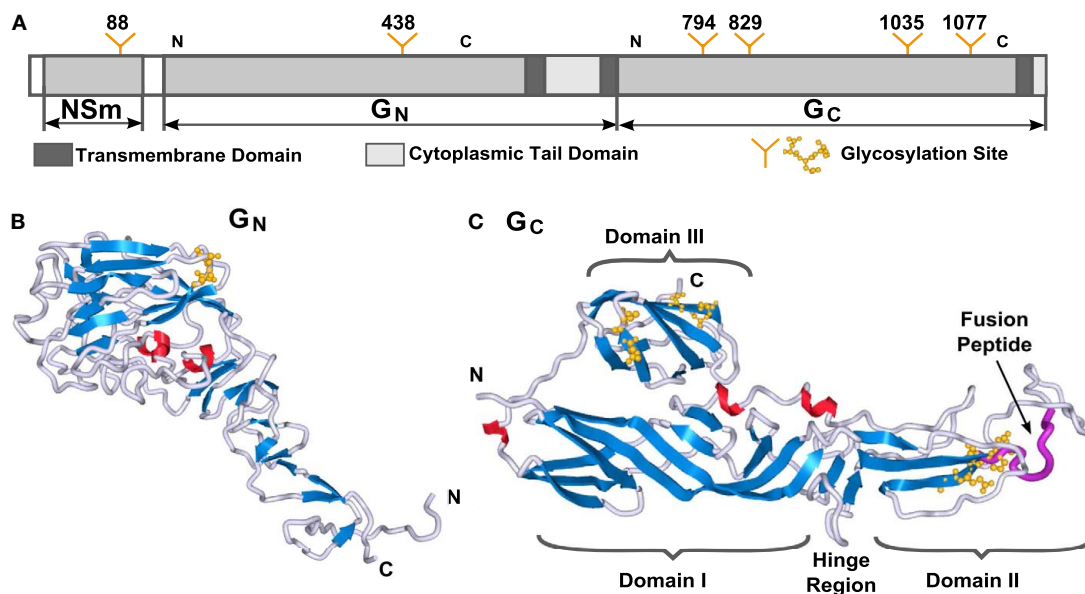 A
88
438
794
829
1035
1077
N
C
N
C
NSm
GN
GC
Transmembrane Domain
Cytoplasmic Tail Domain
Glycosylation Site
B
GN
N
C
C
GC
Domain III
C
N
Fusion
Peptide
Domain I
Hinge
Region
Domain II